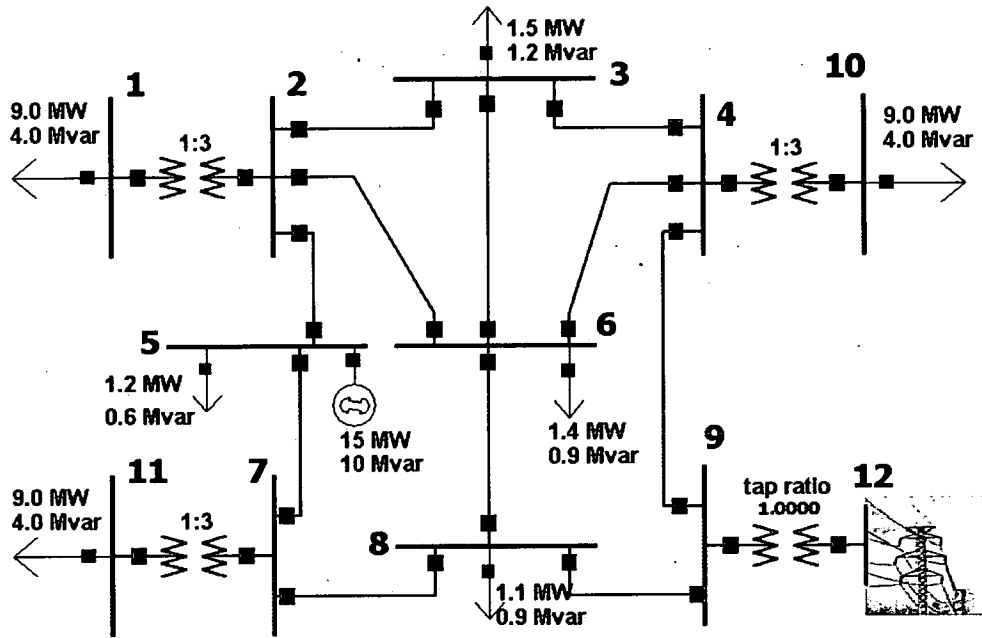 1.5 MW
1.2 Mvar
3
1
2
10
9.0 MW
4.0 Mvar
1:3
4
1:3
9.0 MW
4.0 Mvar
5
6
1.2 MW
0.6 Mvar
15 MW
10 Mvar
1.4 MW
0.9 Mvar
9
11
7
tap ratio
1.0000
12
9.0 MW
4.0 Mvar
1:3
8
1.1 MW
0.9 Mvar